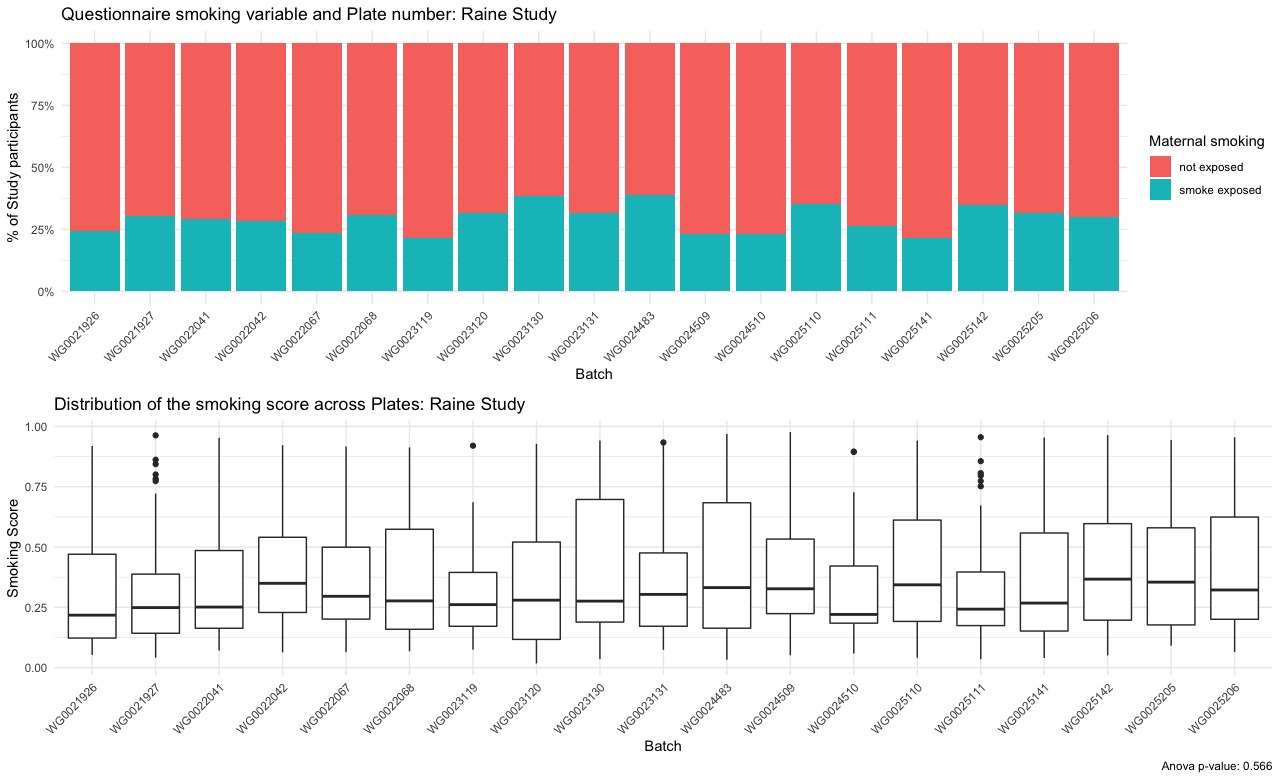 Questionnaire smoking variable and Plate number: Raine Study
% of Study participants
100%
75%
50%
25%
0%
WG0021926
WG0021927
WG0022041
WG0022042
WG0022067
WG0022068
WG0023119
WG0023120
WG0023130
WG0023131
WG0024483
WG0024509
WG0024510
WG0025110
WG0025111
WG0025141
WG0025142
WG0025205
WG0025206
Batch
Maternal smoking
not exposed
smoke exposed
Distribution of the smoking score across Plates: Raine Study
Smoking Score
1.00
0.75
0.50
0.25
0.00
WG0021926
WG0021927
WG0022041
WG0022042
WG0022067
WG0022068
WG0023119
WG0023120
WG0023130
WG0023131
WG0024483
WG0024509
WG0024510
WG0025110
WG0025111
WG0025141
WG0025142
WG0025205
WG0025206
Batch
Anova p-value: 0.566